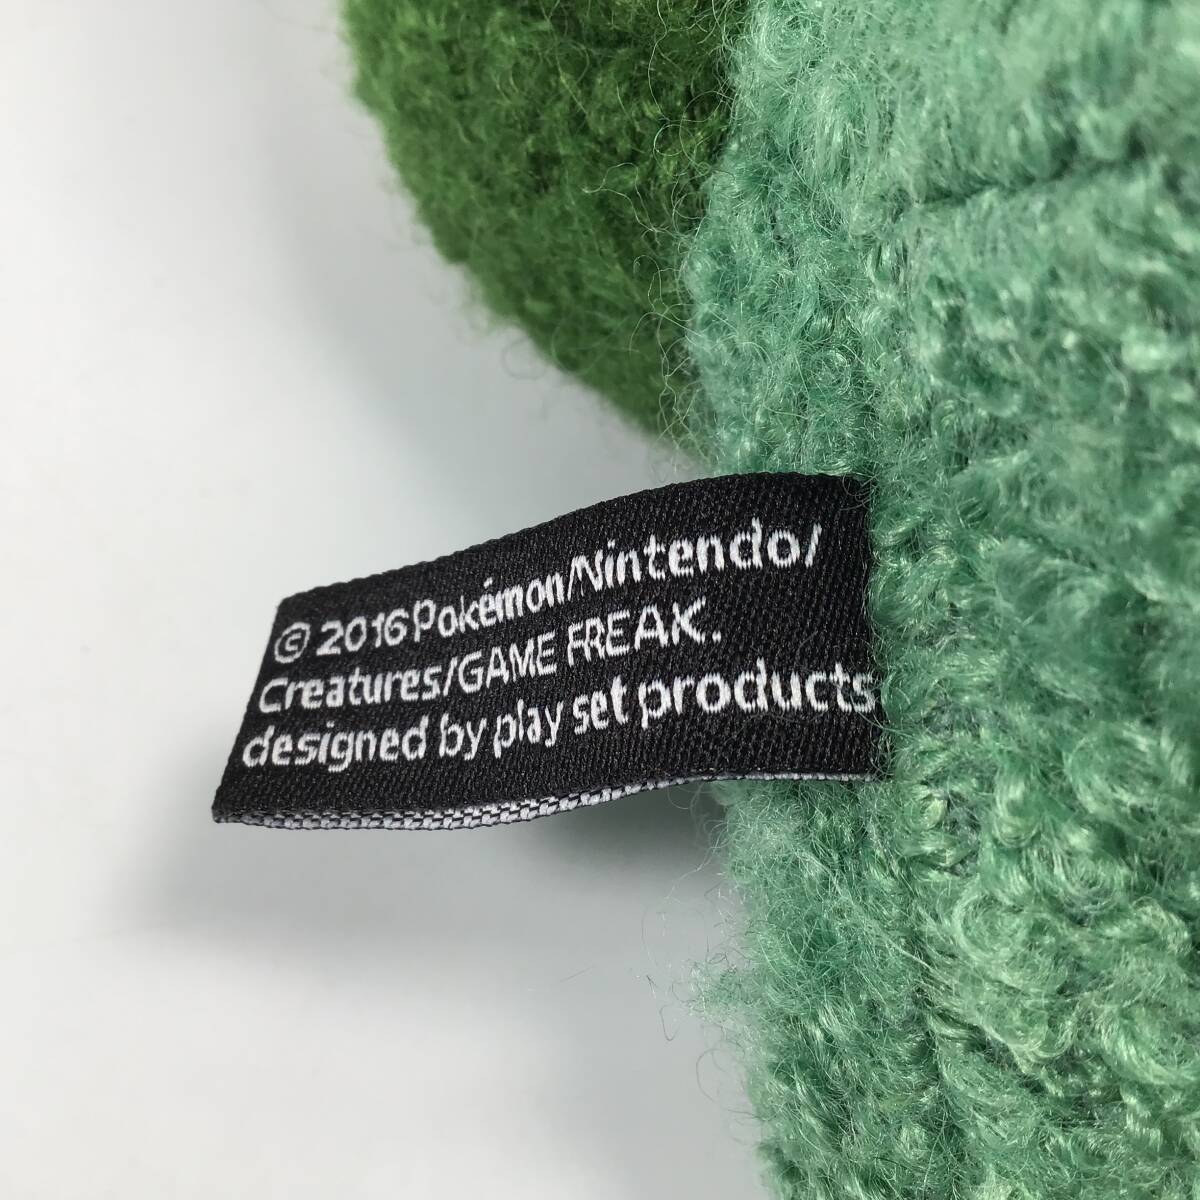 © 2016 Pokémon/Nintendo/
Creatures/GAME FREAK.
designed by play set products